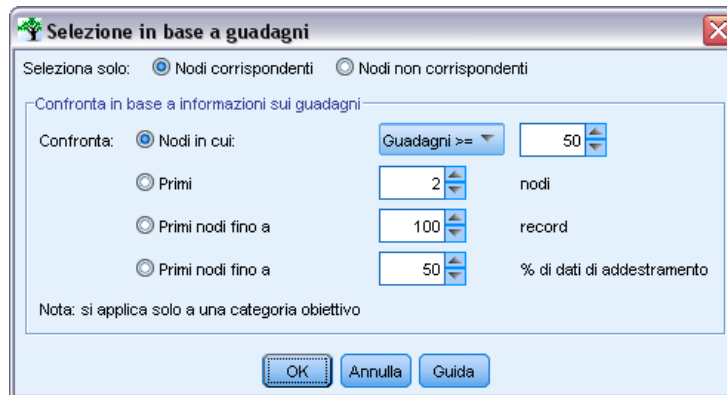 Selezione in base a guadagni
Seleziona solo: Nodi corrispondenti Nodi non corrispondenti
Confronta in base a informazioni sui guadagni
Confronta: Nodi in cui: Guadagni >= 50
Primi 2 nodi
Primi nodi fino a 100 record
Primi nodi fino a 50 % di dati di addestramento
Nota: si applica solo a una categoria obiettivo
OK Annulla Guida